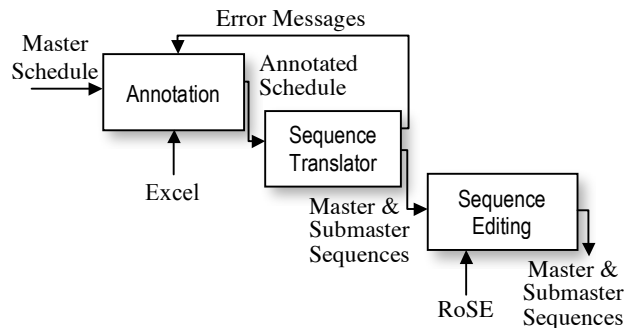 Error Messages
Master
Schedule
Annotation
Annotated
Schedule
Sequence
Translator
Excel
Master &
Submaster
Sequences
Sequence
Editing
RoSE
Master &
Submaster
Sequences